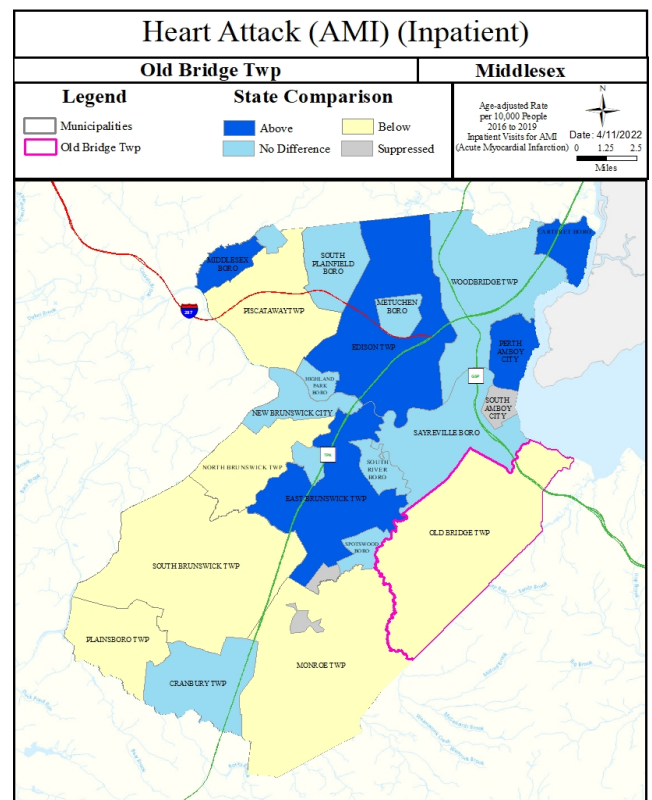 Heart Attack (AMI) (Inpatient)
Old Bridge Twp
Middlesex
Legend
Municipalities
Old Bridge Twp
State Comparison
Above
Below
No Difference
Suppressed
Age-adjusted Rate
per 10,000 People
2016 to 2019
Inpatient Visits for AMI
(Acute Myocardial Infarction)
N
Date: 4/11/2022
0 1.25 2.5
Miles
CARTERET BORO
MIDDLESEX
BORO
SOUTH
PLAINFIELD
BORO
WOODBRIDGE TWP
METUCHEN
BORO
PISCATAWAY TWP
287
EDISON TWP
PERTH
AMBOY
CITY
HIGHLAND
PARK
BORO
GSP
SOUTH
AMBOY
CITY
NEW BRUNSWICK CITY
SAYREVILLE BORO
NORTH BRUNSWICK TWP
SOUTH
RIVER
BORO
EAST BRUNSWICK TWP
OLD BRIDGE TWP
SPOTSWOOD
BORO
SOUTH BRUNSWICK TWP
PLAINSBORO TWP
MONROE TWP
CRANBURY TWP